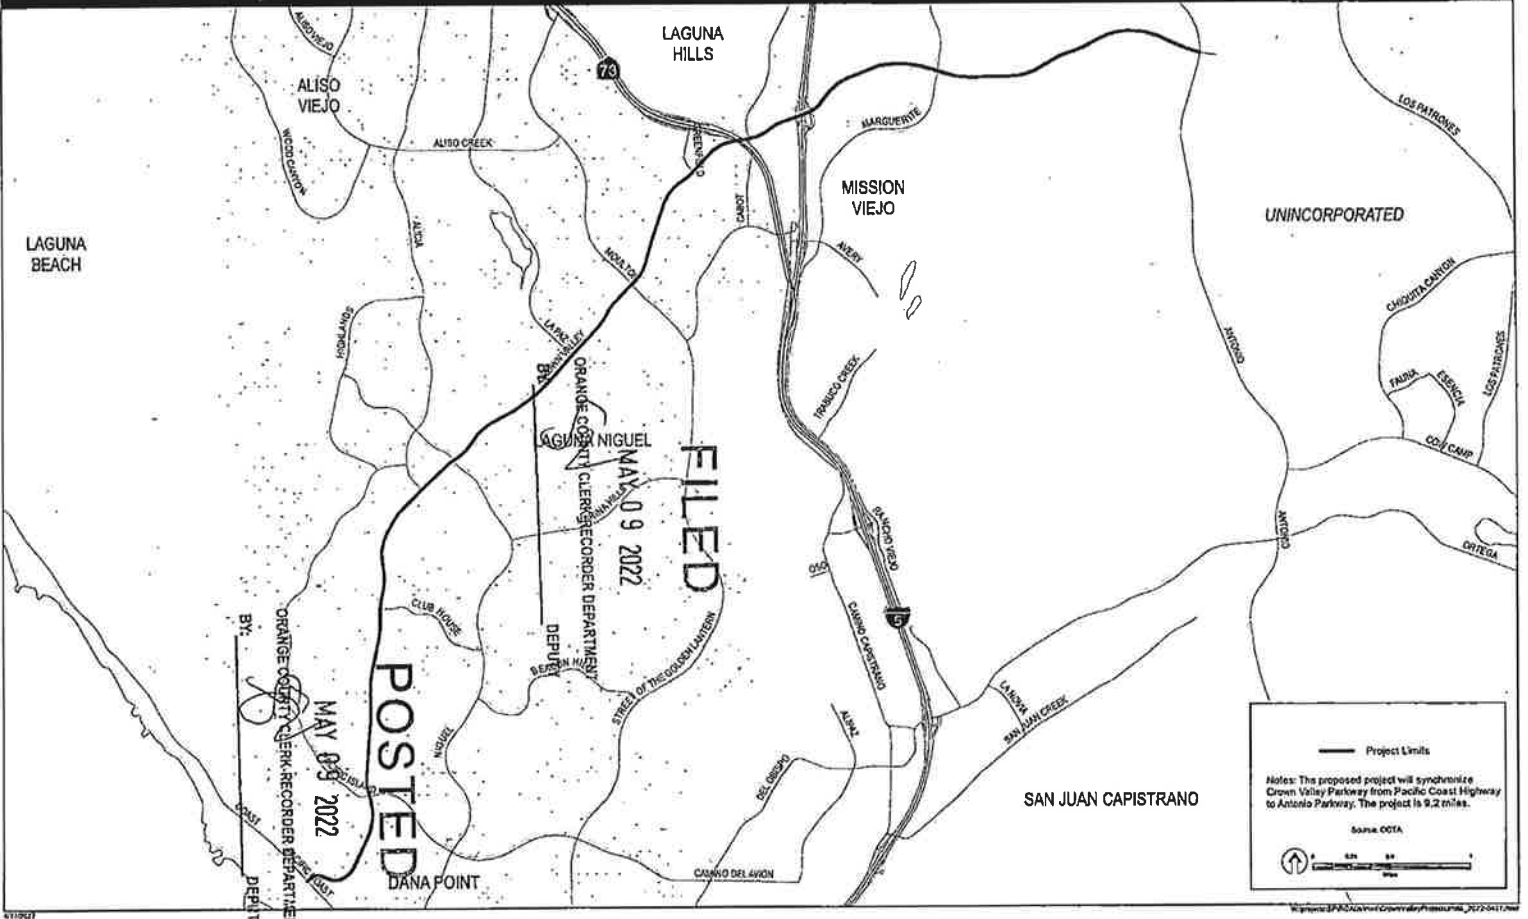 LAGUNA
HILLS
73
ALISO VIEJO
ALISO
VIEJO
LOS PATRONES
MARGUERITE
ALISO CREEK
GREENFIELD
WOOD CANYON
MISSION
VIEJO
CABOT
UNINCORPORATED
LAGUNA
BEACH
ALICIA
MOULTON
AVERY
CHIQUITA CANYON
HIGHLANDS
LA PAZ
CROWN VALLEY
ANTONIO
LOS PATRONES
TRABUCO CREEK
FAUNA
ESENCIA
COW CAMP
LAGUNA NIGUEL
FILED
MAY 09 2022
ORANGE COUNTY CLERK-RECORDER DEPARTMENT
BY:
DEPUTY
RANCHO VIEJO
ANTONIO
ORTEGA
OSO
CLUB HOUSE
CAMINO CAPISTRANO
5
BEACON HILL
STREET OF THE GOLDEN LANTERN
POSTED
MAY 09 2022
ORANGE COUNTY CLERK-RECORDER DEPARTME
BY:
DEPUT
NIGUEL
LA NOVIA
SAN JUAN CREEK
ALIPAZ
DEL OBISPO
SAN JUAN CAPISTRANO
COAST
CAMINO DEL AVION
DANA POINT
Project Limits
Notes: The proposed project will synchronize
Crown Valley Parkway from Pacific Coast Highway
to Antonio Parkway. The project is 9.2 miles.
Source: OCTA
Miles